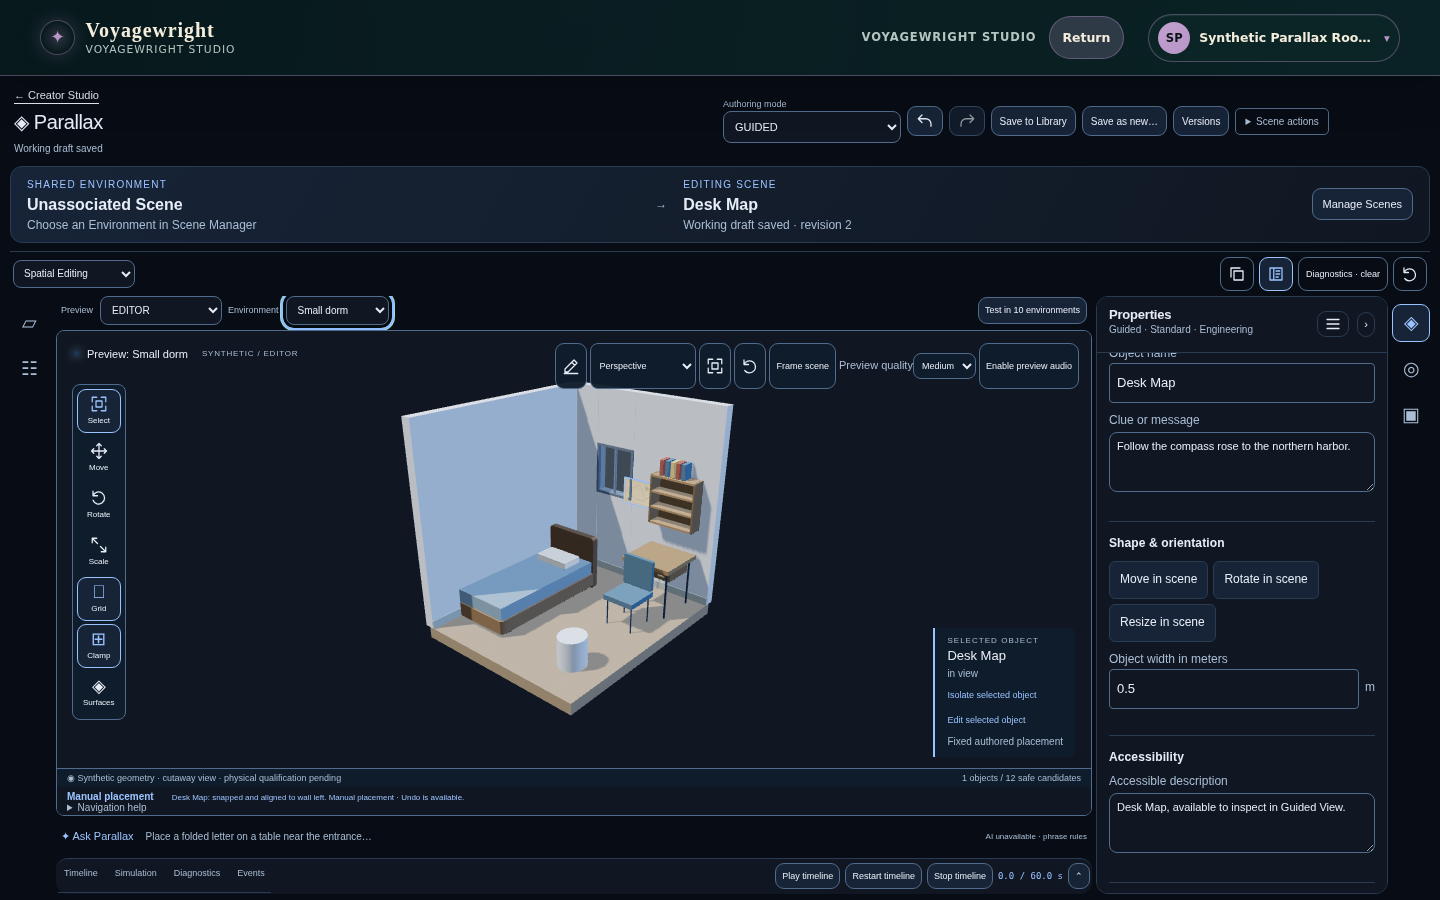 Voyagewright
VOYAGEWRIGHT STUDIO
VOYAGEWRIGHT STUDIO
Return
SP
Synthetic Parallax Roo…
← Creator Studio
◈ Parallax
Working draft saved
Authoring mode
GUIDED
Save to Library
Save as new…
Versions
Scene actions
SHARED ENVIRONMENT
Unassociated Scene
Choose an Environment in Scene Manager
→
EDITING SCENE
Desk Map
Working draft saved · revision 2
Manage Scenes
Spatial Editing
Diagnostics · clear
Preview
EDITOR
Environment
Small dorm
Test in 10 environments
Preview: Small dorm
SYNTHETIC / EDITOR
Perspective
Frame scene
Preview quality
Medium
Enable preview audio
Select
Move
Rotate
Scale
Grid
Clamp
Surfaces
SELECTED OBJECT
Desk Map
in view
Isolate selected object
Edit selected object
Fixed authored placement
Synthetic geometry · cutaway view · physical qualification pending
1 objects / 12 safe candidates
Manual placement
Desk Map: snapped and aligned to wall left. Manual placement · Undo is available.
Navigation help
✦ Ask Parallax
Place a folded letter on a table near the entrance…
AI unavailable · phrase rules
Timeline
Simulation
Diagnostics
Events
Play timeline
Restart timeline
Stop timeline
0.0 / 60.0 s
Properties
Guided · Standard · Engineering
Object name
Desk Map
Clue or message
Follow the compass rose to the northern harbor.
Shape & orientation
Move in scene
Rotate in scene
Resize in scene
Object width in meters
0.5
m
Accessibility
Accessible description
Desk Map, available to inspect in Guided View.